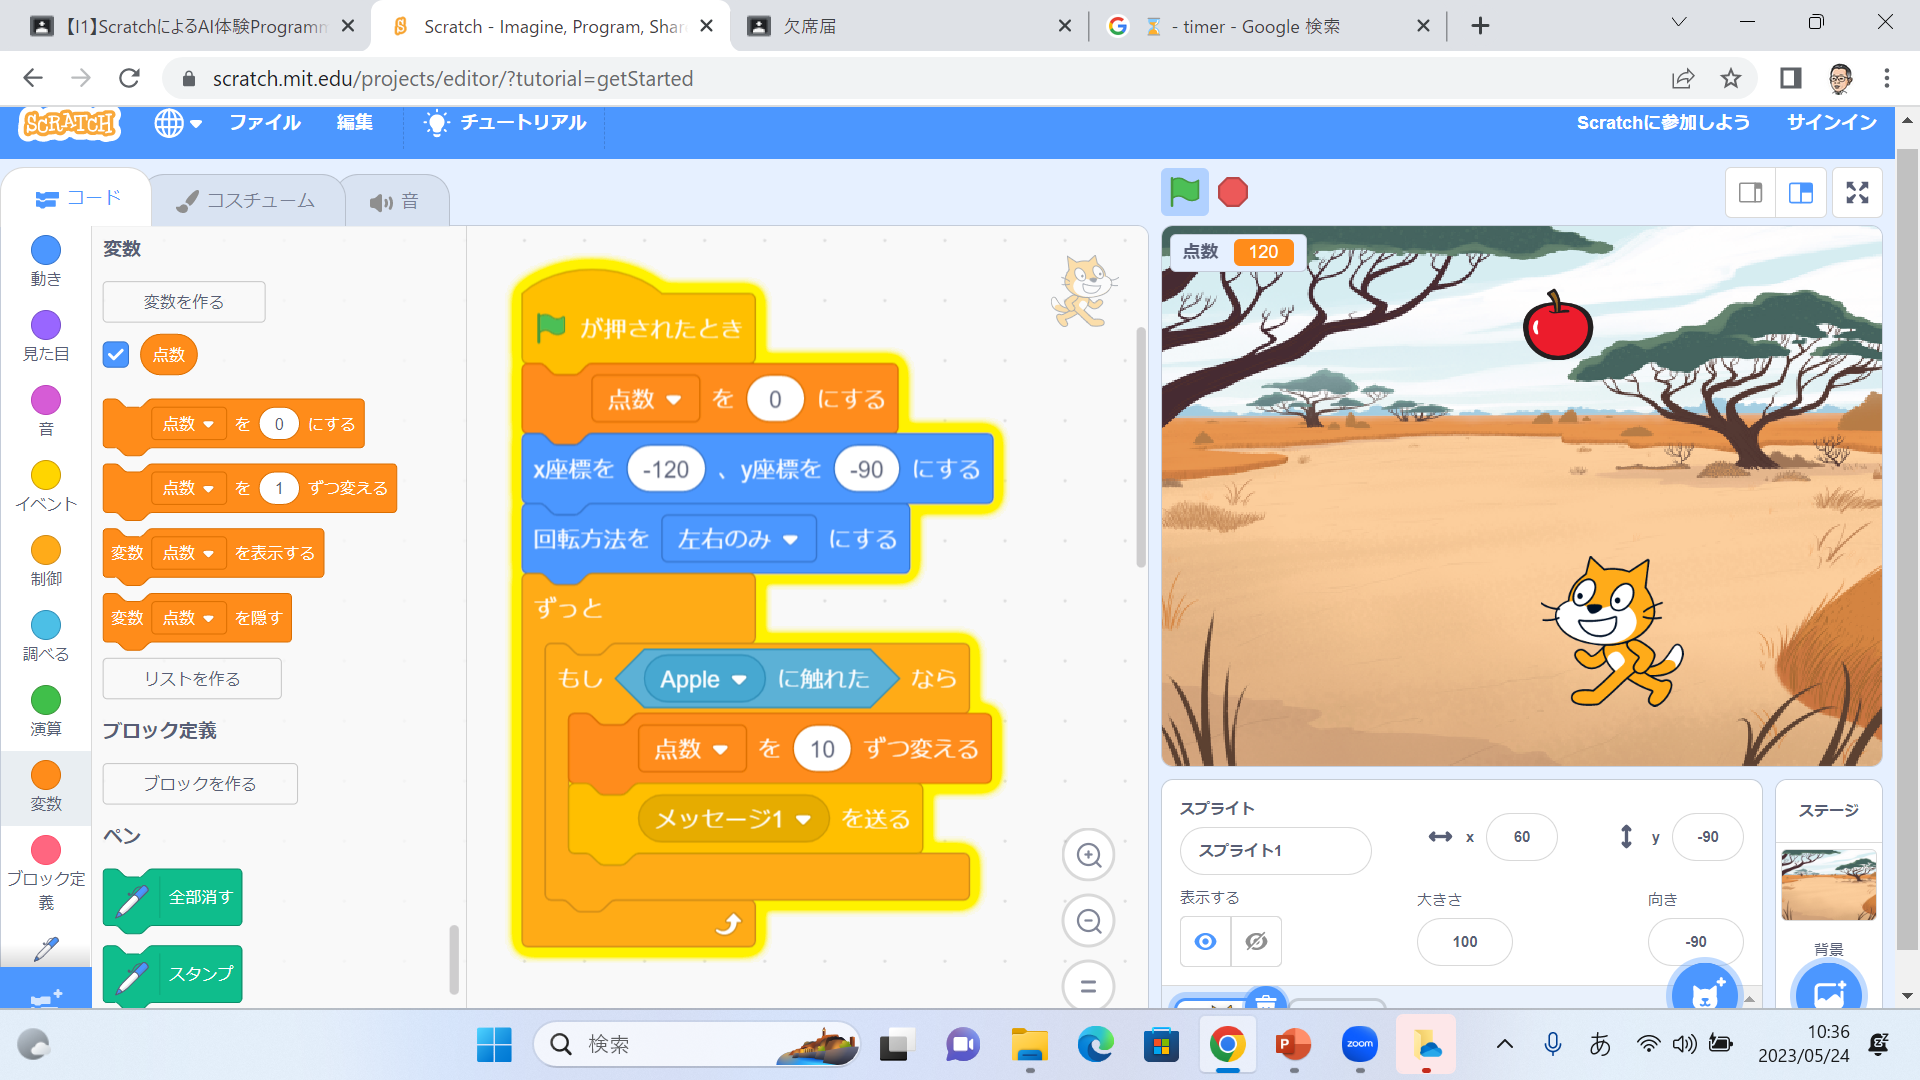 【I1】ScratchによるAI体験Programm
Scratch - Imagine, Program, Shar
欠席届
⌛ - timer - Google 検索
scratch.mit.edu/projects/editor/?tutorial=getStarted
SCRATCH
ファイル
編集
チュートリアル
Scratchに参加しよう
サインイン
コード
コスチューム
音
動き
見た目
音
イベント
制御
調べる
演算
変数
ブロック定
義
変数
変数を作る
点数
点数 を 0 にする
点数 を 1 ずつ変える
変数 点数 を表示する
変数 点数 を隠す
リストを作る
ブロック定義
ブロックを作る
ペン
全部消す
スタンプ
が押されたとき
点数 を 0 にする
x座標を -120 、y座標を -90 にする
回転方法を 左右のみ にする
ずっと
もし Apple に触れた なら
点数 を 10 ずつ変える
メッセージ1 を送る
点数 120
スプライト
スプライト1
x 60
y -90
表示する
大きさ
100
向き
-90
ステージ
背景
検索
zoom
あ
10:36
2023/05/24